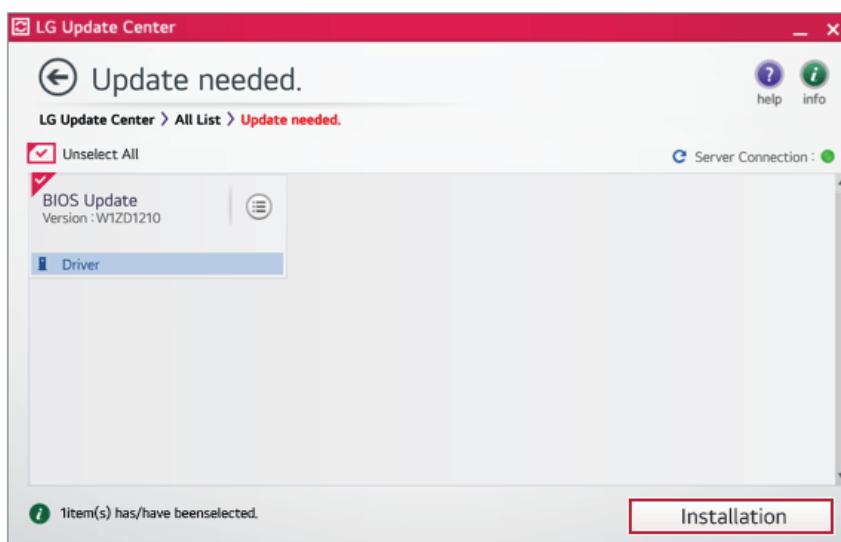 LG Update Center
Update needed.
help
info
LG Update Center > All List > Update needed.
Unselect All
Server Connection :
BIOS Update
Version : W1ZD1210
Driver
1item(s) has/have beenselected.
Installation